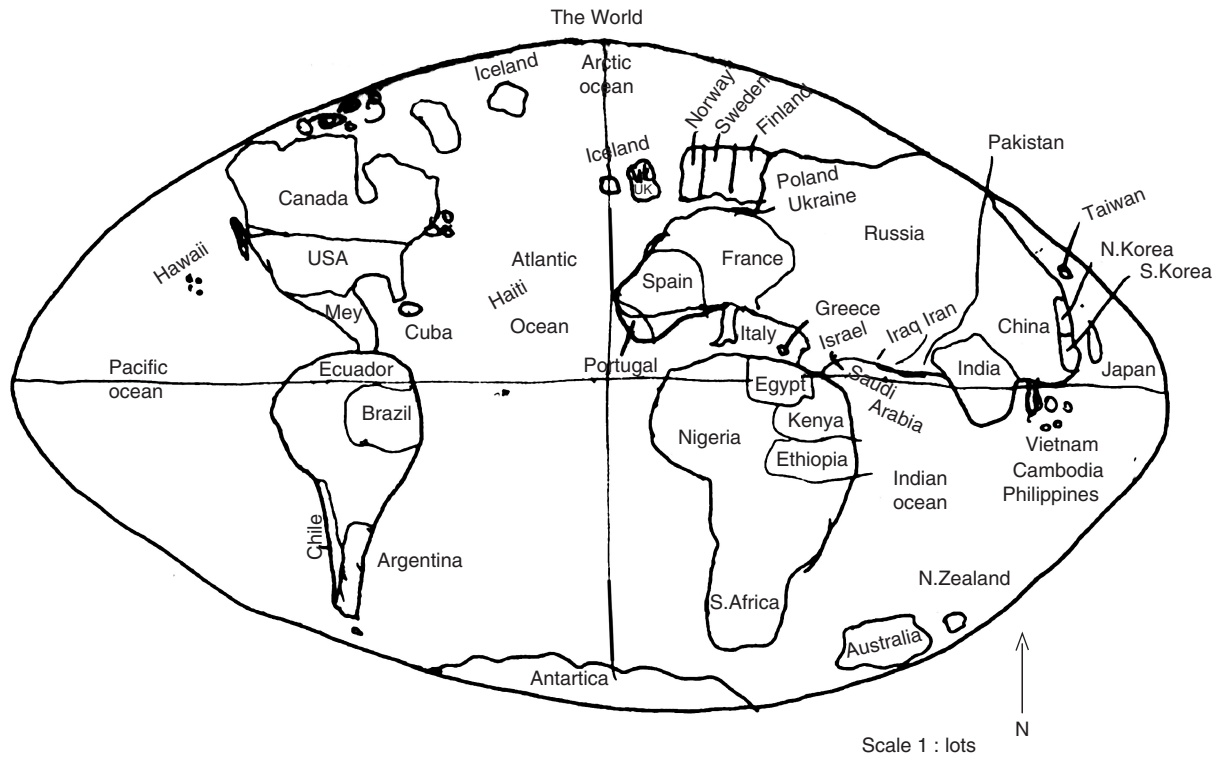 The World
Iceland
Arctic
ocean
Norway
Sweden
Finland
Iceland
UK
Pakistan
Poland
Ukraine
Taiwan
Canada
Russia
N.Korea
S.Korea
Hawaii
USA
Atlantic
Haiti
Ocean
Spain
France
Mey
Cuba
Italy
Greece
Israel
Iraq Iran
China
Pacific
ocean
Ecuador
Portugal
Egypt
Saudi
Arabia
India
Japan
Brazil
Nigeria
Kenya
Ethiopia
Indian
ocean
Vietnam
Cambodia
Philippines
Chile
Argentina
S.Africa
N.Zealand
Australia
Antartica
N
Scale 1 : lots